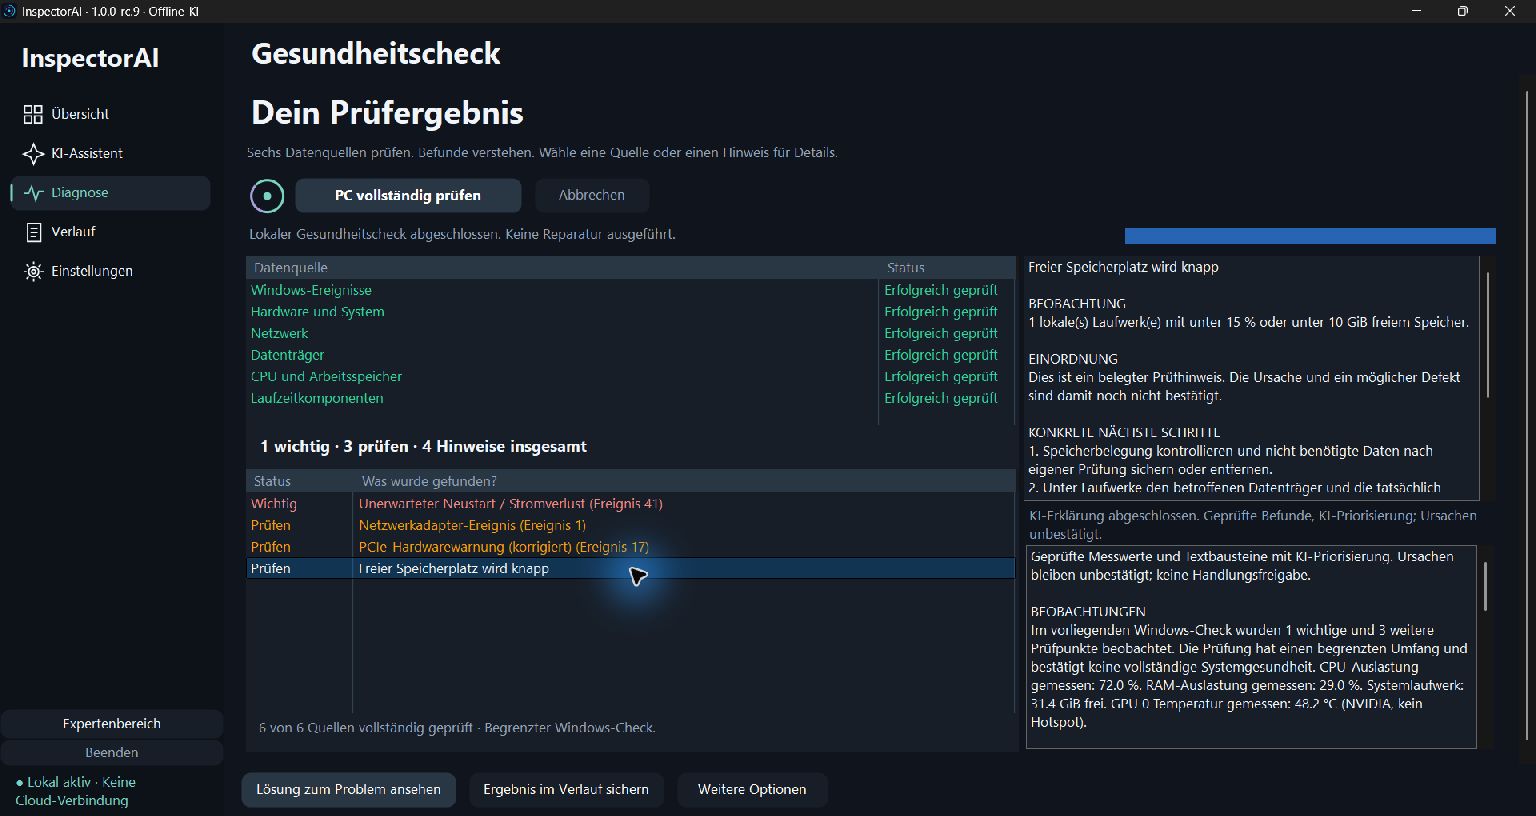 InspectorAI - 1.0.0-rc.9 - Offline-KI
InspectorAI
Übersicht
KI-Assistent
Diagnose
Verlauf
Einstellungen
Expertenbereich
Beenden
● Lokal aktiv · Keine
Cloud-Verbindung
Gesundheitscheck
Dein Prüfergebnis
Sechs Datenquellen prüfen. Befunde verstehen. Wähle eine Quelle oder einen Hinweis für Details.
PC vollständig prüfen
Abbrechen
Lokaler Gesundheitscheck abgeschlossen. Keine Reparatur ausgeführt.
Datenquelle Status
Windows-Ereignisse Erfolgreich geprüft
Hardware und System Erfolgreich geprüft
Netzwerk Erfolgreich geprüft
Datenträger Erfolgreich geprüft
CPU und Arbeitsspeicher Erfolgreich geprüft
Laufzeitkomponenten Erfolgreich geprüft
1 wichtig · 3 prüfen · 4 Hinweise insgesamt
Status Was wurde gefunden?
Wichtig Unerwarteter Neustart / Stromverlust (Ereignis 41)
Prüfen Netzwerkadapter-Ereignis (Ereignis 1)
Prüfen PCIe-Hardwarewarnung (korrigiert) (Ereignis 17)
Prüfen Freier Speicherplatz wird knapp
6 von 6 Quellen vollständig geprüft · Begrenzter Windows-Check.
Freier Speicherplatz wird knapp
BEOBACHTUNG
1 lokale(s) Laufwerk(e) mit unter 15 % oder unter 10 GiB freiem Speicher.
EINORDNUNG
Dies ist ein belegter Prüfhinweis. Die Ursache und ein möglicher Defekt
sind damit noch nicht bestätigt.
KONKRETE NÄCHSTE SCHRITTE
1. Speicherbelegung kontrollieren und nicht benötigte Daten nach
eigener Prüfung sichern oder entfernen.
2. Unter Laufwerke den betroffenen Datenträger und die tatsächlich
KI-Erklärung abgeschlossen. Geprüfte Befunde, KI-Priorisierung; Ursachen
unbestätigt.
Geprüfte Messwerte und Textbausteine mit KI-Priorisierung. Ursachen
bleiben unbestätigt; keine Handlungsfreigabe.
BEOBACHTUNGEN
Im vorliegenden Windows-Check wurden 1 wichtige und 3 weitere
Prüfpunkte beobachtet. Die Prüfung hat einen begrenzten Umfang und
bestätigt keine vollständige Systemgesundheit. CPU-Auslastung
gemessen: 72.0 %. RAM-Auslastung gemessen: 29.0 %. Systemlaufwerk:
31.4 GiB frei. GPU 0 Temperatur gemessen: 48.2 °C (NVIDIA, kein
Hotspot).
Lösung zum Problem ansehen
Ergebnis im Verlauf sichern
Weitere Optionen